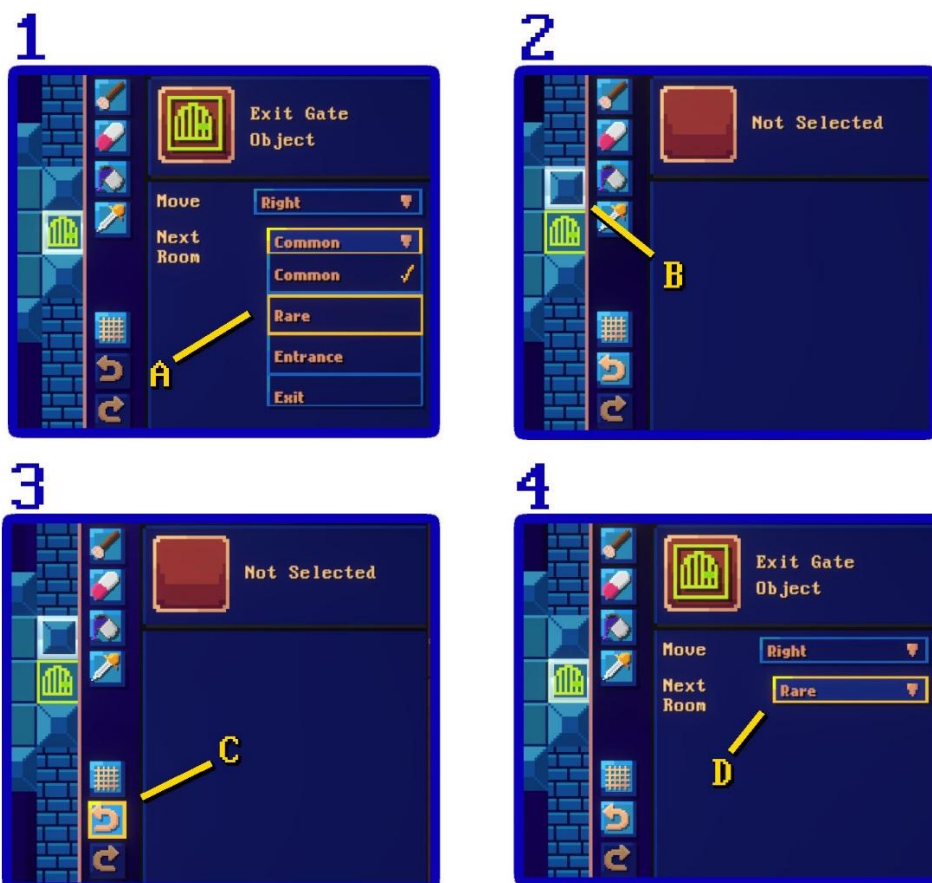 1
Exit Gate
Object
Move
Right
Next
Room
Common
Common
Rare
Entrance
Exit
A
2
Not Selected
B
3
Not Selected
C
4
Exit Gate
Object
Move
Right
Next
Room
Rare
D